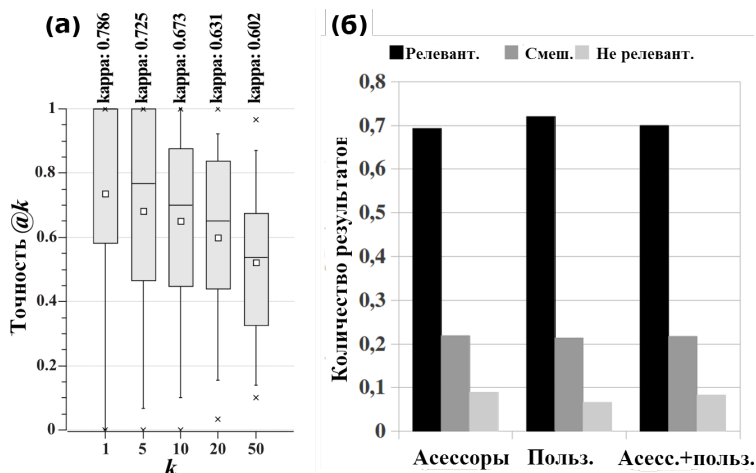 (а)
kappa: 0.786
kappa: 0.725
kappa: 0.673
kappa: 0.631
kappa: 0.602
Точность @k
1
0.8
0.6
0.4
0.2
0
1 5 10 20 50
k
(б)
Релевант. Смеш. Не релевант.
Количество результатов
0,8
0,7
0,6
0,5
0,4
0,3
0,2
0,1
0
Асессоры Польз. Асесс.+польз.